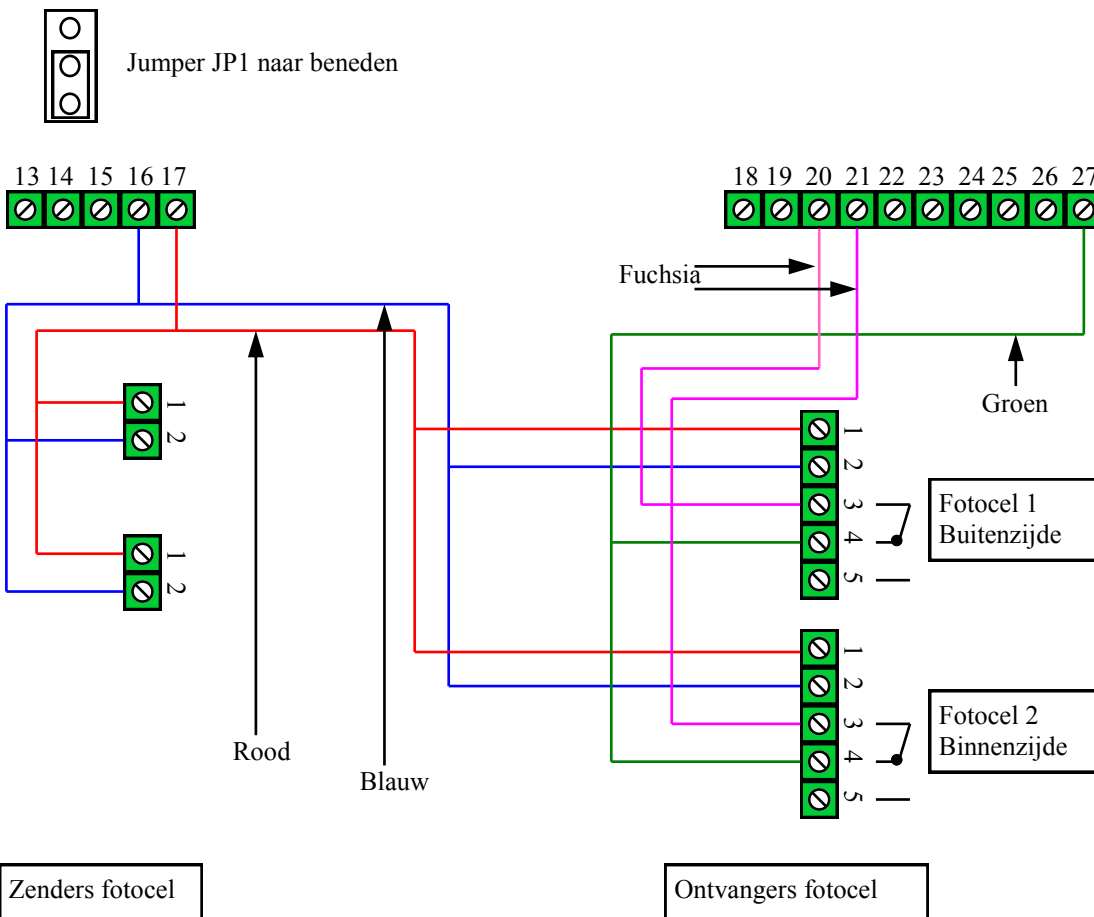 Jumper JP1 naar beneden
13 14 15 16 17
18 19 20 21 22 23 24 25 26 27
Fuchsia
Groen
1
2
1
2
1
2
3
4
5
Fotocel 1
Buitenzijde
1
2
3
4
5
Fotocel 2
Binnenzijde
Rood
Blauw
Zenders fotocel
Ontvangers fotocel